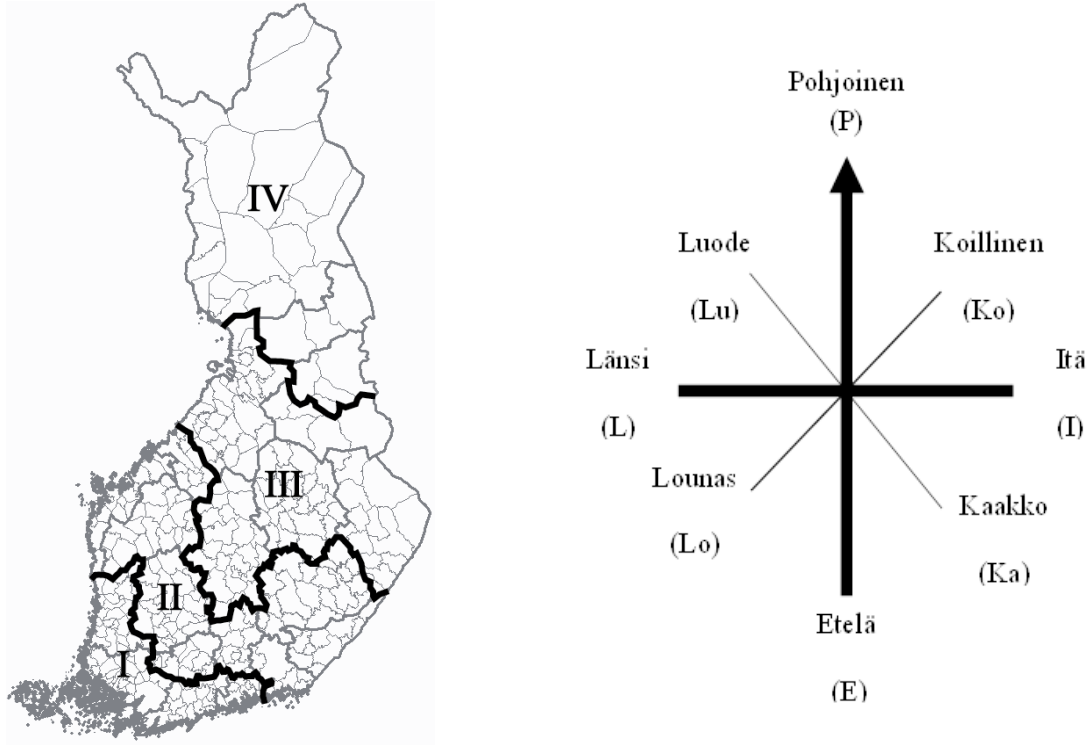 IV
III
II
I
Pohjoinen
(P)
Luode
Koillinen
(Lu)
(Ko)
Länsi
Itä
(L)
(I)
Lounas
Kaakko
(Lo)
(Ka)
Etelä
(E)